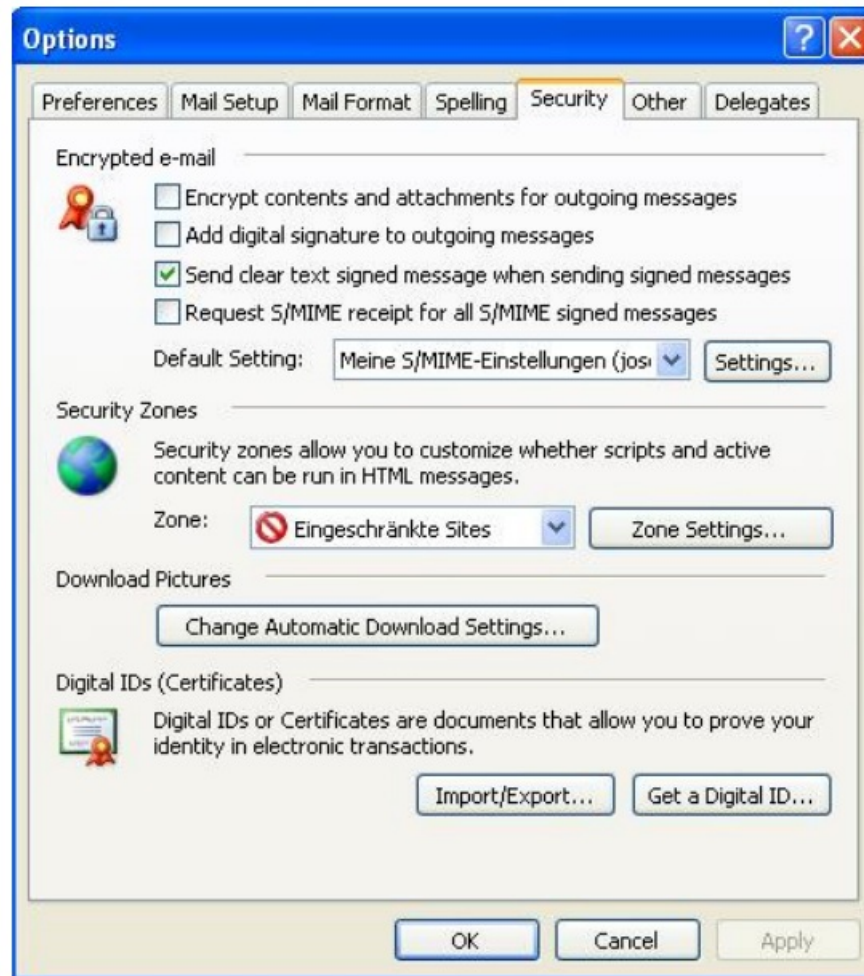 Options
Preferences Mail Setup Mail Format Spelling Security Other Delegates
Encrypted e-mail
Encrypt contents and attachments for outgoing messages
Add digital signature to outgoing messages
Send clear text signed message when sending signed messages
Request S/MIME receipt for all S/MIME signed messages
Default Setting: Meine S/MIME-Einstellungen Settings...
Security Zones
Security zones allow you to customize whether scripts and active
content can be run in HTML messages.
Zone: Eingeschränkte Sites Zone Settings...
Download Pictures
Change Automatic Download Settings...
Digital IDs (Certificates)
Digital IDs or Certificates are documents that allow you to prove your
identity in electronic transactions.
Import/Export... Get a Digital ID...
OK Cancel Apply